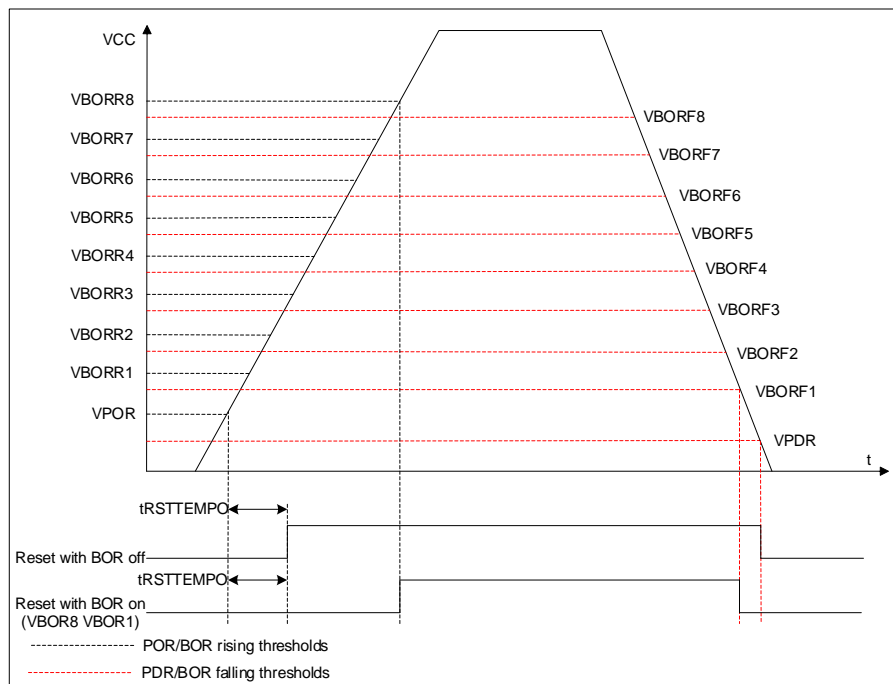 VCC
VBORR8
VBORF8
VBORR7
VBORF7
VBORR6
VBORF6
VBORR5
VBORF5
VBORR4
VBORF4
VBORR3
VBORF3
VBORR2
VBORF2
VBORR1
VBORF1
VPOR
VPDR
t
tRSTTEMPO
Reset with BOR off
tRSTTEMPO
Reset with BOR on
(VBOR8 VBOR1)
POR/BOR rising thresholds
PDR/BOR falling thresholds